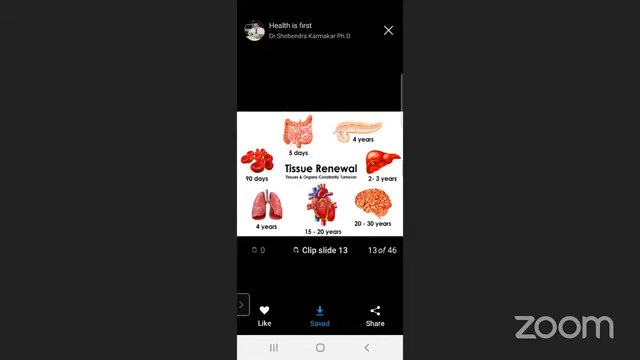 Health is first
Dr.Shebendra Karmakar Ph.D
5 days
4 years
90 days
Tissue Renewal
Tissues & Organs Constantly Turnover
2- 3 years
4 years
15 - 20 years
20 - 30 years
0
Clip slide 13
13 of 46
Like
Saved
Share
zoom